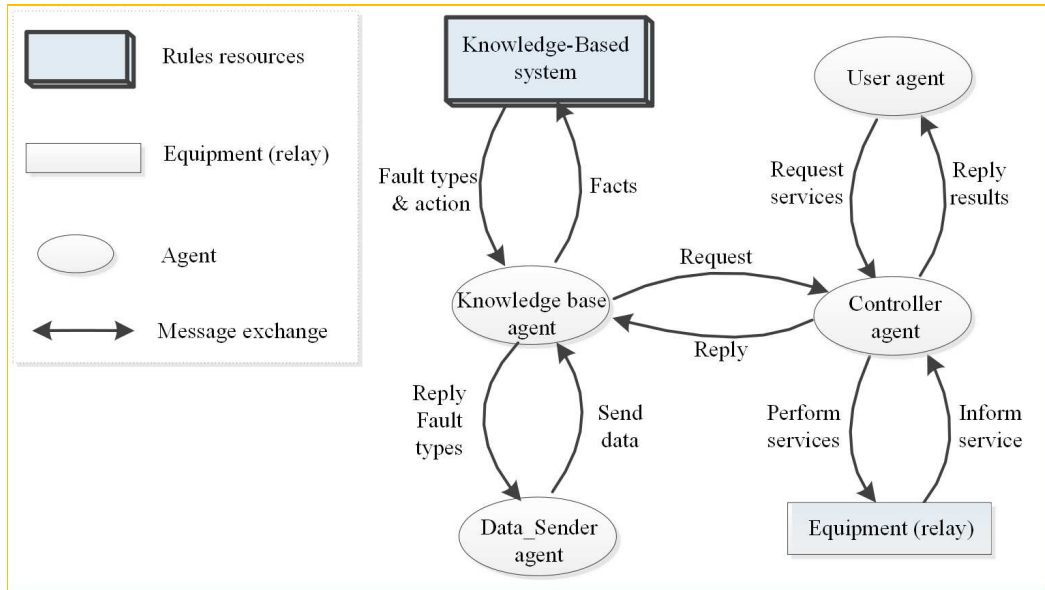 Rules resources
Equipment (relay)
Agent
Message exchange
Knowledge-Based
system
Fault types
& action
Facts
Knowledge base
agent
Reply
Fault
types
Send
data
Data_Sender
agent
Request
Reply
User agent
Request
services
Reply
results
Controller
agent
Perform
services
Inform
service
Equipment (relay)